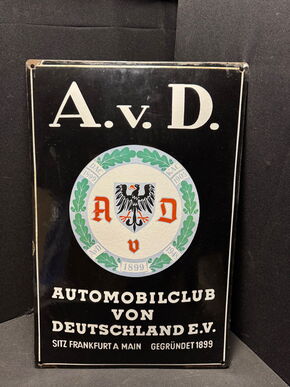 A.v.D.
A D
v
1899
AUTOMOBILCLUB
VON
DEUTSCHLAND E.V.
SITZ FRANKFURT A MAIN GEGRÜNDET 1899